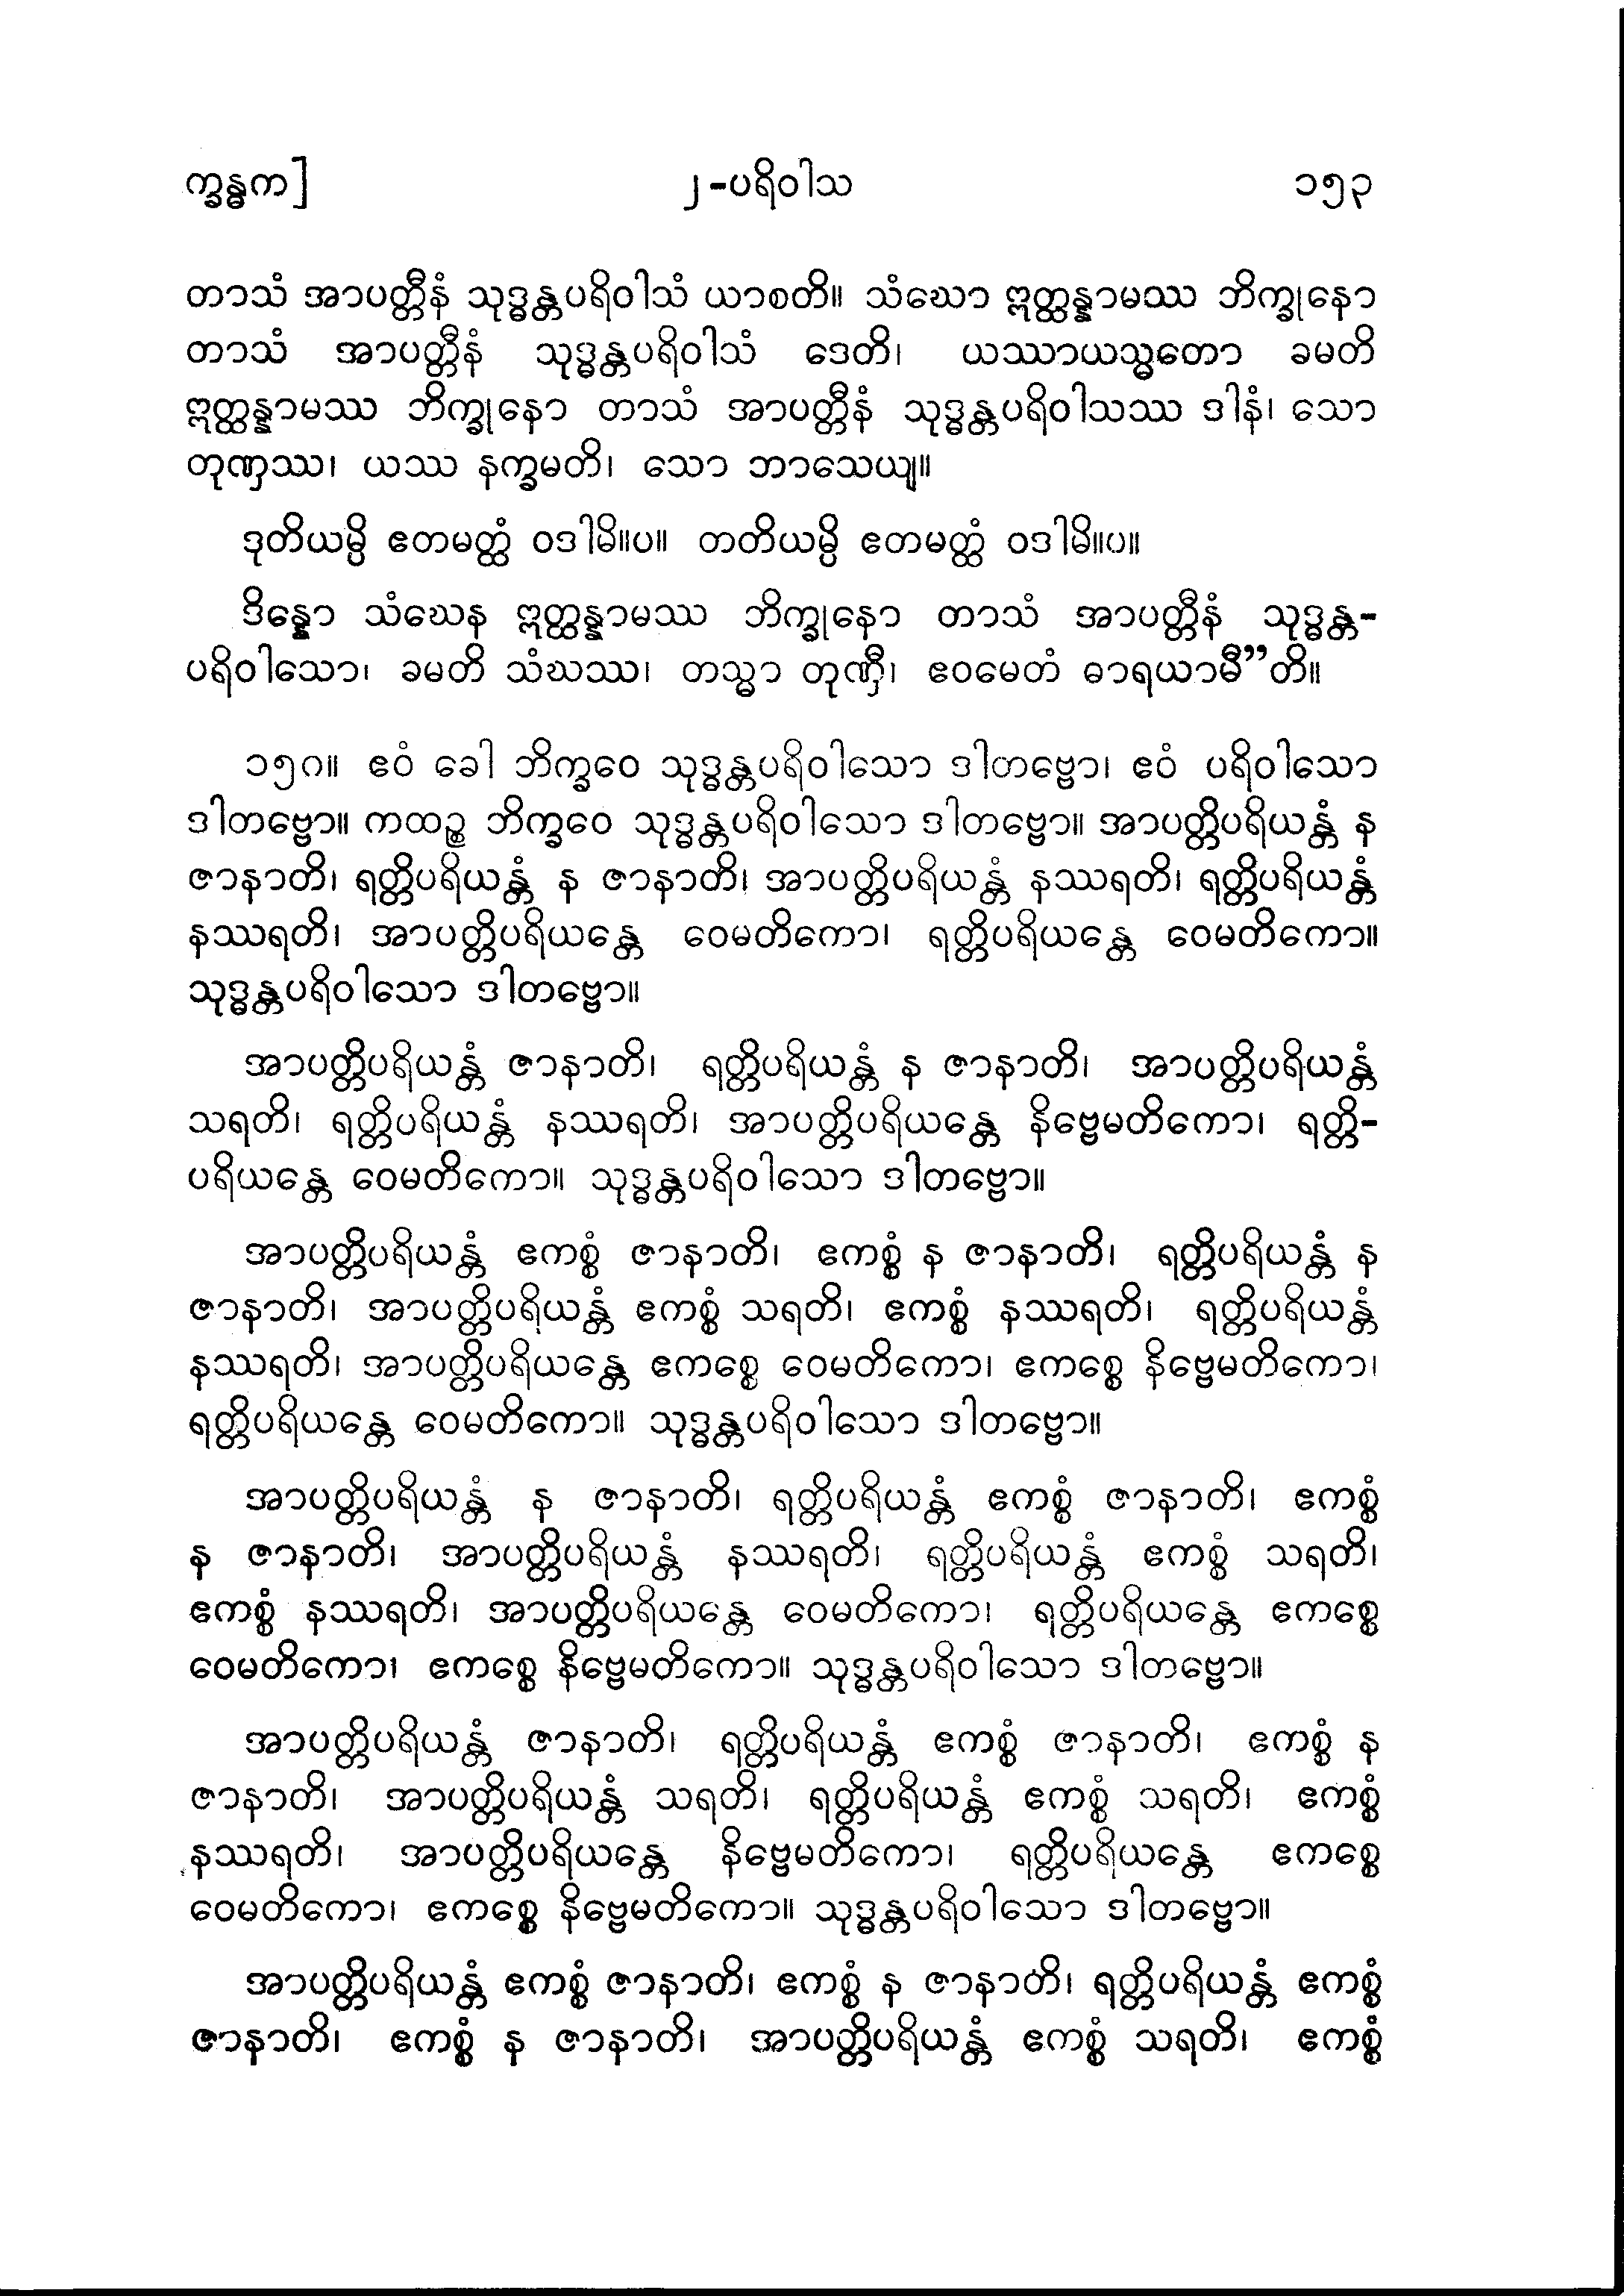 က္ခန္ဓက]
၂-ပရိဝါသ
၁၅၃
တာသံ အာပတ္တီနံ သုဒ္ဓန္တပရိဝါသံ ယာစတိ။ သံဃော ဣတ္ထန္နာမဿ ဘိက္ခုနော
တာသံ အာပတ္တီနံ သုဒ္ဓန္တပရိဝါသံ ဒေတိ၊ ယဿာယသ္မတော ခမတိ
ဣတ္ထန္နာမဿ ဘိက္ခုနော တာသံ အာပတ္တီနံ သုဒ္ဓန္တပရိဝါသဿ ဒါနံ၊ သော
တုဏှဿ၊ ယဿ နက္ခမတိ၊ သော ဘာသေယျ။
ဒုတိယမ္ပိ ဧတမတ္ထံ ဝဒါမိ။ပ။ တတိယမ္ပိ ဧတမတ္ထံ ဝဒါမိ။ပ။
ဒိန္နော သံဃေန ဣတ္ထန္နာမဿ ဘိက္ခုနော တာသံ အာပတ္တီနံ သုဒ္ဓန္တ-
ပရိဝါသော၊ ခမတိ သံဃဿ၊ တသ္မာ တုဏှီ၊ ဧဝမေတံ ဓာရယာမီ”တိ။
၁၅၈။ ဧဝံ ခေါ ဘိက္ခဝေ သုဒ္ဓန္တပရိဝါသော ဒါတဗ္ဗော၊ ဧဝံ ပရိဝါသော
ဒါတဗ္ဗော။ ကထဉ္စ ဘိက္ခဝေ သုဒ္ဓန္တပရိဝါသော ဒါတဗ္ဗော။ အာပတ္တိပရိယန္တံ န
ဇာနာတိ၊ ရတ္တိပရိယန္တံ န ဇာနာတိ၊ အာပတ္တိပရိယန္တံ နဿရတိ၊ ရတ္တိပရိယန္တံ
နဿရတိ၊ အာပတ္တိပရိယန္တေ ဝေမတိကော၊ ရတ္တိပရိယန္တေ ဝေမတိကော။
သုဒ္ဓန္တပရိဝါသော ဒါတဗ္ဗော။
အာပတ္တိပရိယန္တံ ဇာနာတိ၊ ရတ္တိပရိယန္တံ န ဇာနာတိ၊ အာပတ္တိပရိယန္တံ
သရတိ၊ ရတ္တိပရိယန္တံ နဿရတိ၊ အာပတ္တိပရိယန္တေ နိဗ္ဗေမတိကော၊ ရတ္တိ-
ပရိယန္တေ ဝေမတိကော။ သုဒ္ဓန္တပရိဝါသော ဒါတဗ္ဗော။
အာပတ္တိပရိယန္တံ ဧကစ္စံ ဇာနာတိ၊ ဧကစ္စံ န ဇာနာတိ၊ ရတ္တိပရိယန္တံ န
ဇာနာတိ၊ အာပတ္တိပရိယန္တံ ဧကစ္စံ သရတိ၊ ဧကစ္စံ နဿရတိ၊ ရတ္တိပရိယန္တံ
နဿရတိ၊ အာပတ္တိပရိယန္တေ ဧကစ္စေ ဝေမတိကော၊ ဧကစ္စေ နိဗ္ဗေမတိကော၊
ရတ္တိပရိယန္တေ ဝေမတိကော။ သုဒ္ဓန္တပရိဝါသော ဒါတဗ္ဗော။
အာပတ္တိပရိယန္တံ န ဇာနာတိ၊ ရတ္တိပရိယန္တံ ဧကစ္စံ ဇာနာတိ၊ ဧကစ္စံ
န ဇာနာတိ၊ အာပတ္တိပရိယန္တံ နဿရတိ၊ ရတ္တိပရိယန္တံ ဧကစ္စံ သရတိ၊
ဧကစ္စံ နဿရတိ၊ အာပတ္တိပရိယန္တေ ဝေမတိကော၊ ရတ္တိပရိယန္တေ ဧကစ္စေ
ဝေမတိကော၊ ဧကစ္စေ နိဗ္ဗေမတိကော။ သုဒ္ဓန္တပရိဝါသော ဒါတဗ္ဗော။
အာပတ္တိပရိယန္တံ ဇာနာတိ၊ ရတ္တိပရိယန္တံ ဧကစ္စံ ဇာနာတိ၊ ဧကစ္စံ န
ဇာနာတိ၊ အာပတ္တိပရိယန္တံ သရတိ၊ ရတ္တိပရိယန္တံ ဧကစ္စံ သရတိ၊ ဧကစ္စံ
နဿရတိ၊ အာပတ္တိပရိယန္တေ နိဗ္ဗေမတိကော၊ ရတ္တိပရိယန္တေ ဧကစ္စေ
ဝေမတိကော၊ ဧကစ္စေ နိဗ္ဗေမတိကော။ သုဒ္ဓန္တပရိဝါသော ဒါတဗ္ဗော။
အာပတ္တိပရိယန္တံ ဧကစ္စံ ဇာနာတိ၊ ဧကစ္စံ န ဇာနာတိ၊ ရတ္တိပရိယန္တံ ဧကစ္စံ
ဇာနာတိ၊ ဧကစ္စံ န ဇာနာတိ၊ အာပတ္တိပရိယန္တံ ဧကစ္စံ သရတိ၊ ဧကစ္စံ